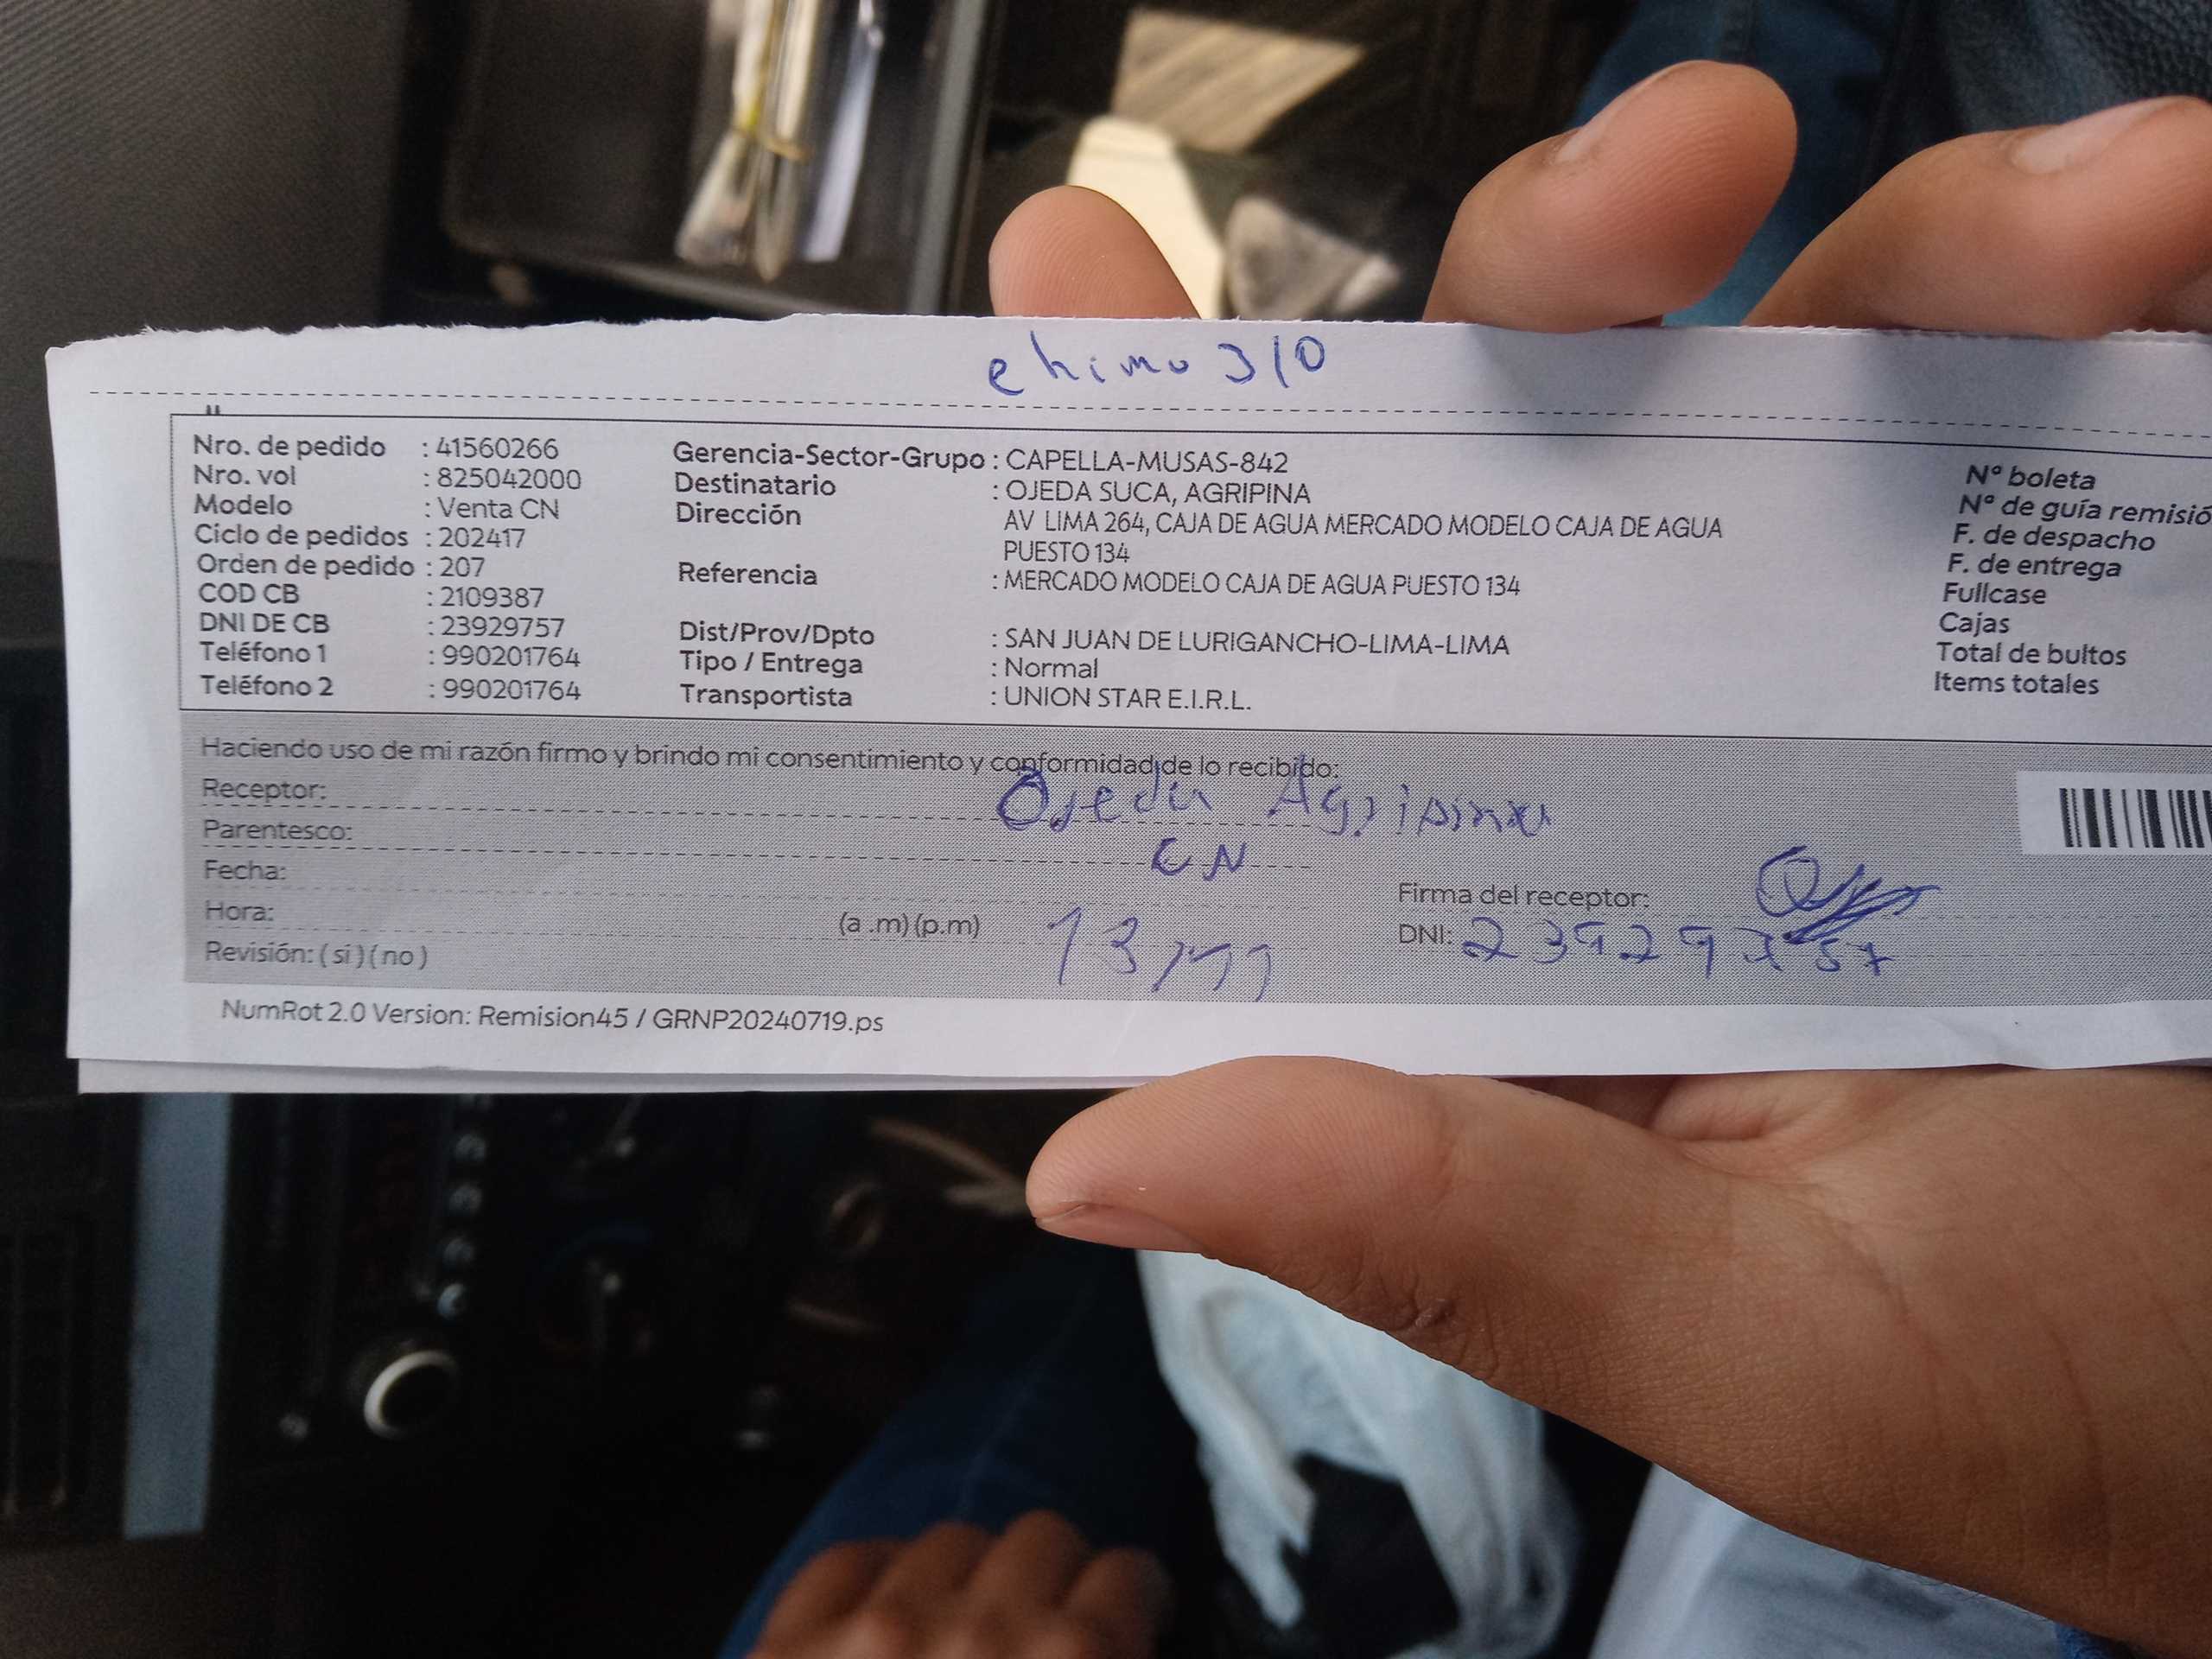 ehimu 310
Nro. de pedido : 41560266
Nro. vol : 825042000
Modelo : Venta CN
Ciclo de pedidos : 202417
Orden de pedido : 207
COD CB : 2109387
DNI DE CB : 23929757
Teléfono 1 : 990201764
Teléfono 2 : 990201764
Gerencia-Sector-Grupo : CAPELLA-MUSAS-842
Destinatario : OJEDA SUCA, AGRIPINA
Dirección AV LIMA 264, CAJA DE AGUA MERCADO MODELO CAJA DE AGUA
PUESTO 134
Referencia : MERCADO MODELO CAJA DE AGUA PUESTO 134
Dist/Prov/Dpto : SAN JUAN DE LURIGANCHO-LIMA-LIMA
Tipo / Entrega : Normal
Transportista : UNION STAR E.I.R.L.
N° boleta
N° de guía remisió
F. de despacho
F. de entrega
Fullcase
Cajas
Total de bultos
Items totales
Haciendo uso de mi razón firmo y brindo mi consentimiento y conformidad de lo recibido:
Receptor: Ojeda Agripina
Parentesco: CN
Fecha:
Hora: (a .m) (p.m) 13
Firma del receptor:
DNI:
Revisión: ( si ) ( no )
NumRot 2.0 Version: Remision45 / GRNP20240719.ps